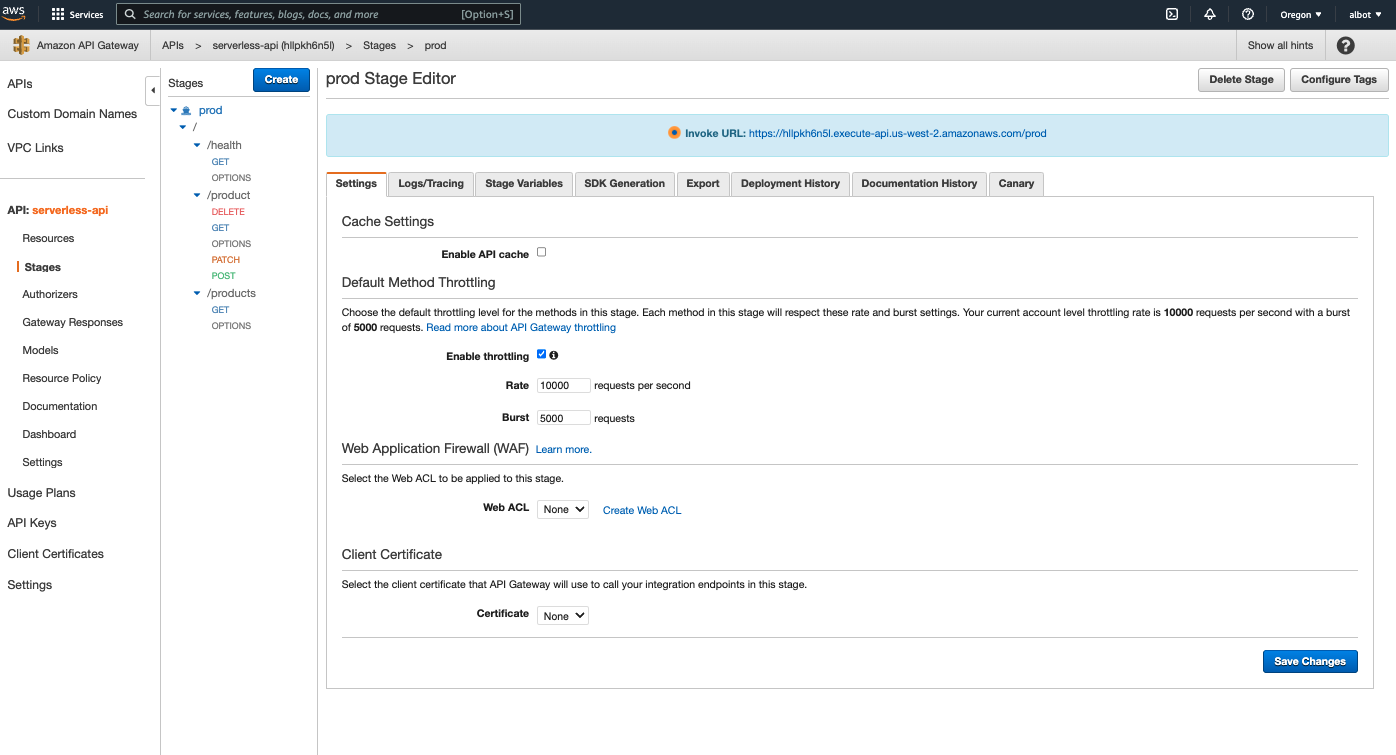 aws
Services
Search for services, features, blogs, docs, and more [Option+S]
Oregon ▼
albot ▼
Amazon API Gateway
APIs > serverless-api (hllpkh6n5l) > Stages > prod
Show all hints
?
APIs
Custom Domain Names
VPC Links
API: serverless-api
Resources
Stages
Authorizers
Gateway Responses
Models
Resource Policy
Documentation
Dashboard
Settings
Usage Plans
API Keys
Client Certificates
Settings
Stages
Create
prod
/
/health
GET
OPTIONS
/product
DELETE
GET
OPTIONS
PATCH
POST
/products
GET
OPTIONS
prod Stage Editor
Delete Stage
Configure Tags
Invoke URL: https://hllpkh6n5l.execute-api.us-west-2.amazonaws.com/prod
Settings
Logs/Tracing
Stage Variables
SDK Generation
Export
Deployment History
Documentation History
Canary
Cache Settings
Enable API cache
Default Method Throttling
Choose the default throttling level for the methods in this stage. Each method in this stage will respect these rate and burst settings. Your current account level throttling rate is 10000 requests per second with a burst
of 5000 requests. Read more about API Gateway throttling
Enable throttling
Rate 10000 requests per second
Burst 5000 requests
Web Application Firewall (WAF) Learn more.
Select the Web ACL to be applied to this stage.
Web ACL None Create Web ACL
Client Certificate
Select the client certificate that API Gateway will use to call your integration endpoints in this stage.
Certificate None
Save Changes